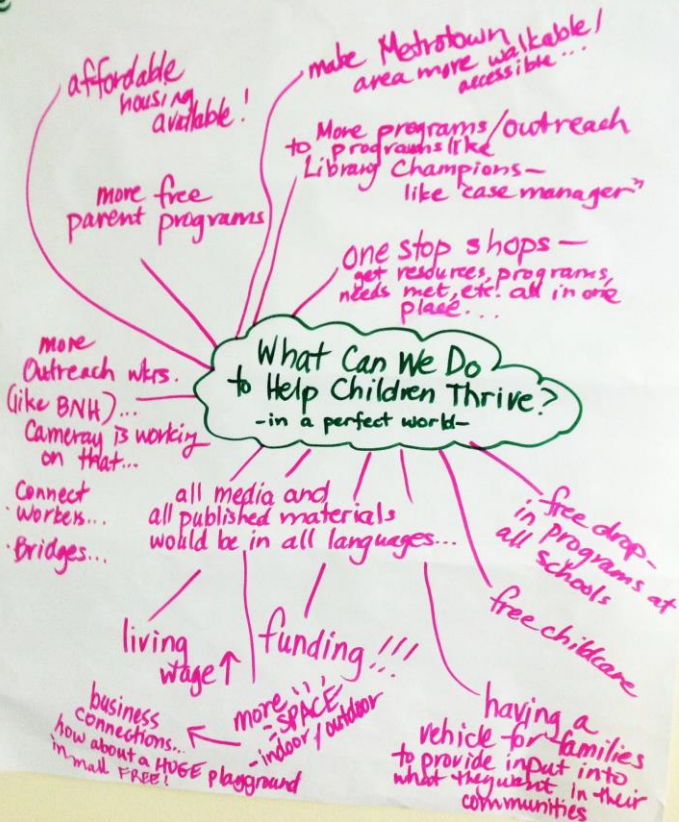 affordable
housing
available!
make Metrotown
area more walkable/
accessible...
More programs/outreach
to programs like
Library Champions—
like "case manager"
more free
parent programs
one stop shops —
get resources, programs,
needs met, etc! all in one
place...
What Can We Do
to Help Children Thrive?
-in a perfect world-
more
Outreach wkrs.
(like BNH)...
Cameray is working
on that...
Connect
Workers...
·Bridges...
all media and
all published materials
would be in all languages...
free drop-
in programs at
all schools
free childcare
living
wage ↑
funding!!!
more !!!
-SPACE
-indoor/outdoor
business
connections...
how about a HUGE playground
in mall FREE!
having a
vehicle for families
to provide input into
what they want in their
communities